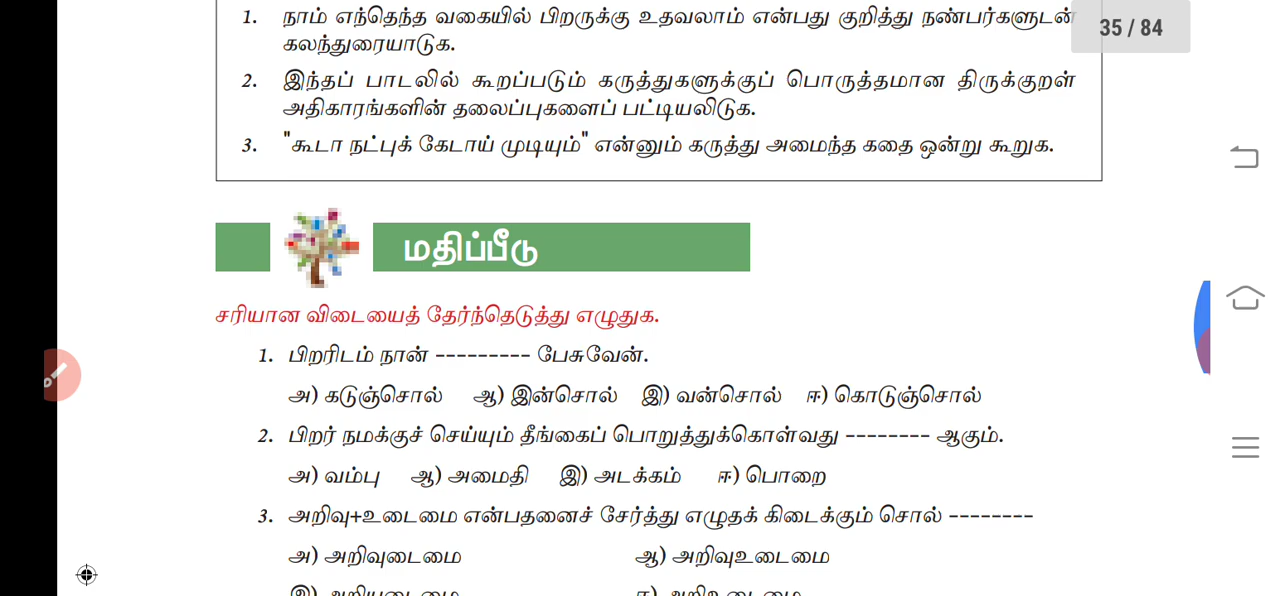 1. நாம் எந்தெந்த வகையில் பிறருக்கு உதவலாம் என்பது குறித்து நண்பர்களுடன்
கலந்துரையாடுக.
35 / 84
2. இந்தப் பாடலில் கூறப்படும் கருத்துகளுக்குப் பொருத்தமான திருக்குறள்
அதிகாரங்களின் தலைப்புகளைப் பட்டியலிடுக.
3. "கூடா நட்புக் கேடாய் முடியும்" என்னும் கருத்து அமைந்த கதை ஒன்று கூறுக.
மதிப்பீடு
சரியான விடையைத் தேர்ந்தெடுத்து எழுதுக.
1. பிறரிடம் நான் --------- பேசுவேன்.
அ) கடுஞ்சொல் ஆ) இன்சொல் இ) வன்சொல் ஈ) கொடுஞ்சொல்
2. பிறர் நமக்குச் செய்யும் தீங்கைப் பொறுத்துக்கொள்வது -------- ஆகும்.
அ) வம்பு ஆ) அமைதி இ) அடக்கம் ஈ) பொறை
3. அறிவு+உடைமை என்பதனைச் சேர்த்து எழுதக் கிடைக்கும் சொல் --------
அ) அறிவுடைமை ஆ) அறிவுஉடைமை